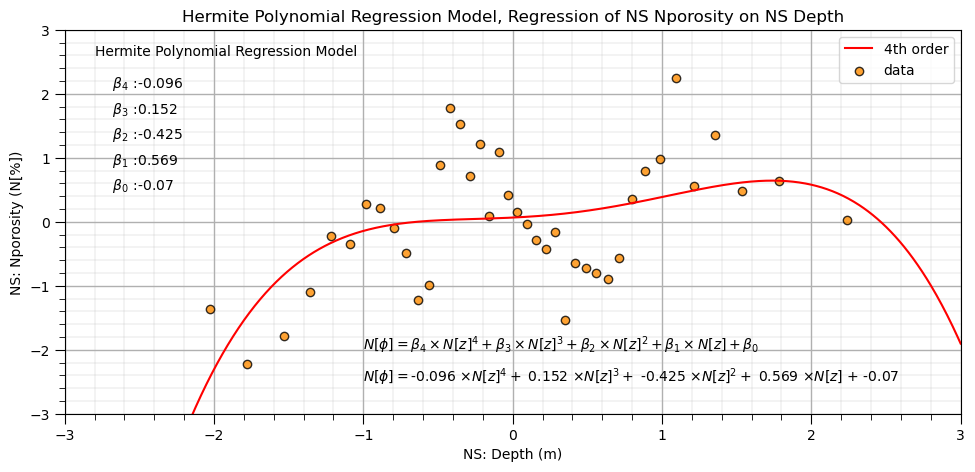 Hermite Polynomial Regression Model, Regression of NS Nporosity on NS Depth
NS: Nporosity (N[%])
3
2
1
0
−1
−2
−3
Hermite Polynomial Regression Model
β₄ :-0.096
β₃ :0.152
β₂ :-0.425
β₁ :0.569
β₀ :-0.07
4th order
data
N[ϕ] = β₄ × N[z]⁴ + β₃ × N[z]³ + β₂ × N[z]² + β₁ × N[z] + β₀
N[ϕ] = -0.096 ×N[z]⁴ + 0.152 ×N[z]³ + -0.425 ×N[z]² + 0.569 ×N[z] + -0.07
−3 −2 −1 0 1 2 3
NS: Depth (m)